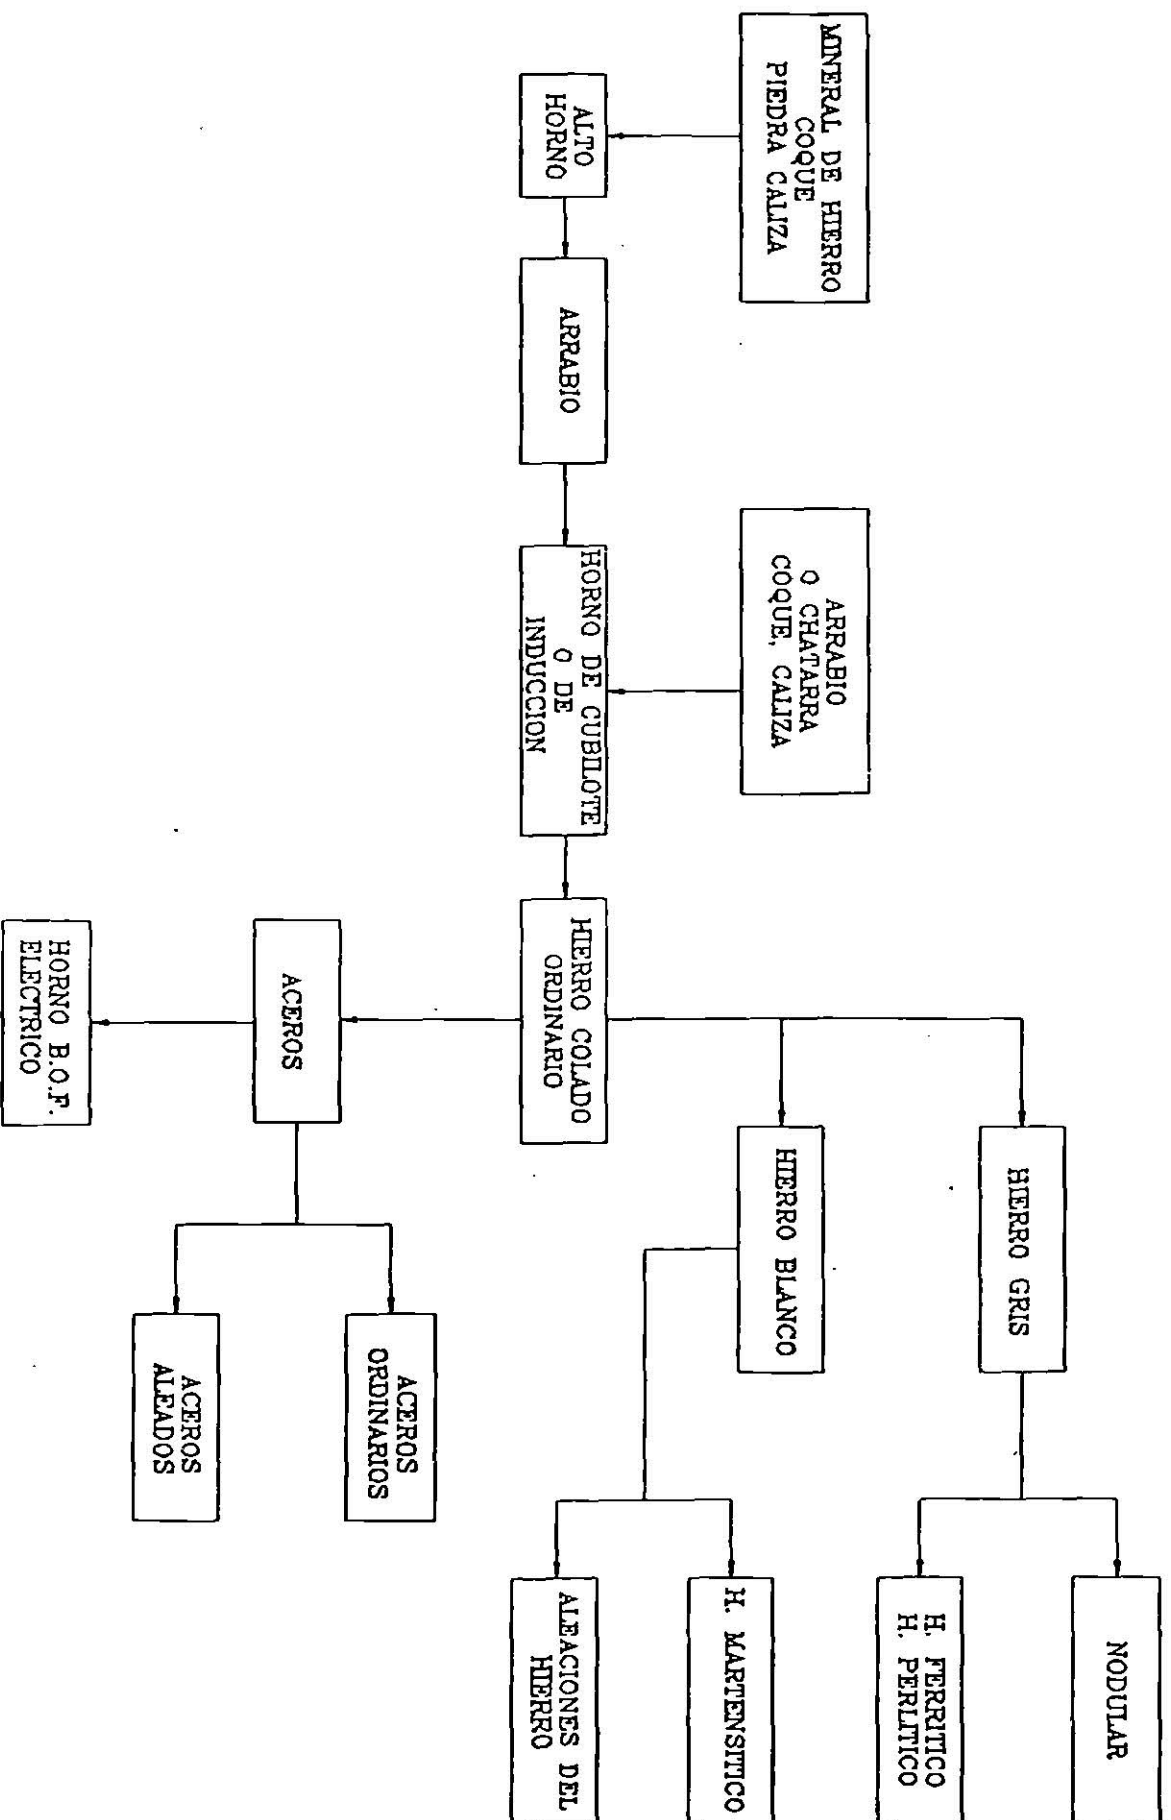 MINERAL DE HIERRO
COQUE
PIEDRA CALIZA
ALTO
HORNO
ARRABIO
ARRABIO
O CHATARRA
COQUE, CALIZA
HORNO DE CUBILOTE
O DE
INDUCCION
HIERRO COLADO
ORDINARIO
HIERRO GRIS
NODULAR
H. FERRITICO
H. PERLITICO
HIERRO BLANCO
H. MARTENSITICO
ALEACIONES DEL
HIERRO
ACEROS
ACEROS
ORDINARIOS
ACEROS
ALEADOS
HORNO B.O.F.
ELECTRICO